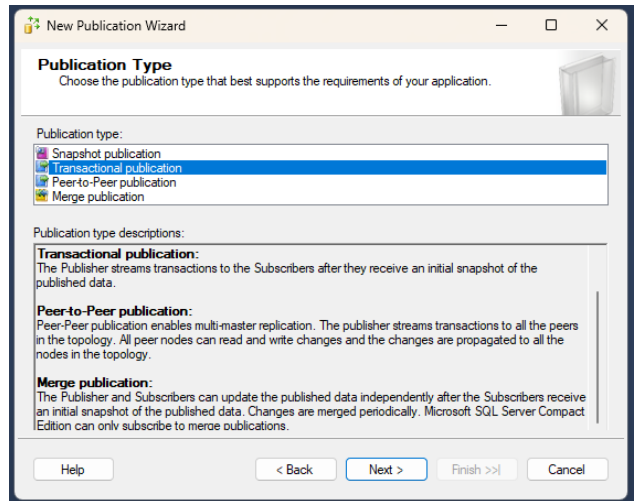 New Publication Wizard
Publication Type
Choose the publication type that best supports the requirements of your application.
Publication type:
Snapshot publication
Transactional publication
Peer-to-Peer publication
Merge publication
Publication type descriptions:
Transactional publication:
The Publisher streams transactions to the Subscribers after they receive an initial snapshot of the
published data.
Peer-to-Peer publication:
Peer-Peer publication enables multi-master replication. The publisher streams transactions to all the peers
in the topology. All peer nodes can read and write changes and the changes are propagated to all the
nodes in the topology.
Merge publication:
The Publisher and Subscribers can update the published data independently after the Subscribers receive
an initial snapshot of the published data. Changes are merged periodically. Microsoft SQL Server Compact
Edition can only subscribe to merge publications.
Help
< Back
Next >
Finish >>|
Cancel